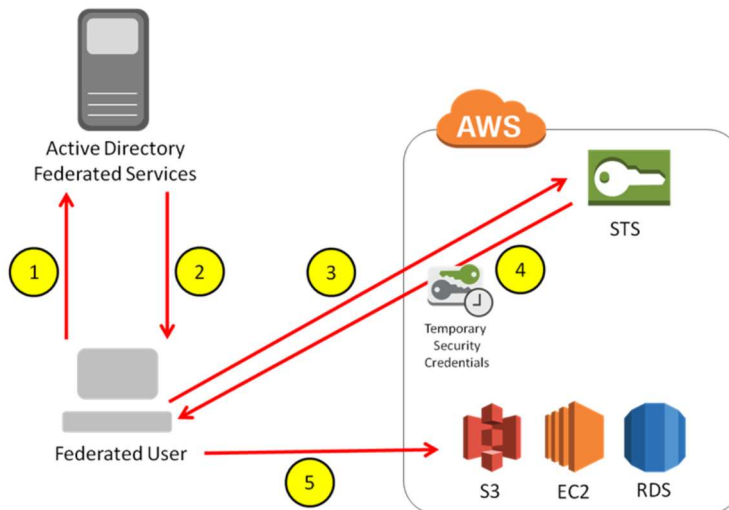 AWS
Active Directory
Federated Services
STS
1
2
3
4
Temporary
Security
Credentials
Federated User
5
S3
EC2
RDS